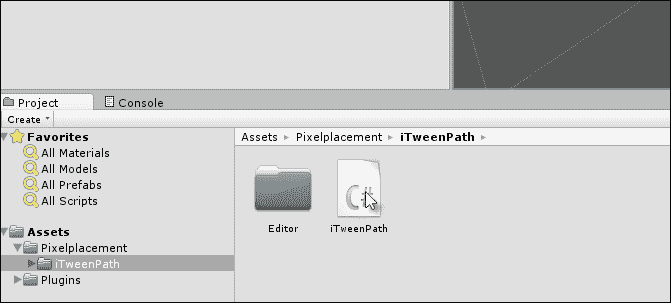 Project
Console
Create
Favorites
All Materials
All Models
All Prefabs
All Scripts
Assets
Pixelplacement
iTweenPath
Plugins
Assets ▸ Pixelplacement ▸ iTweenPath ▸
C#
Editor
iTweenPath